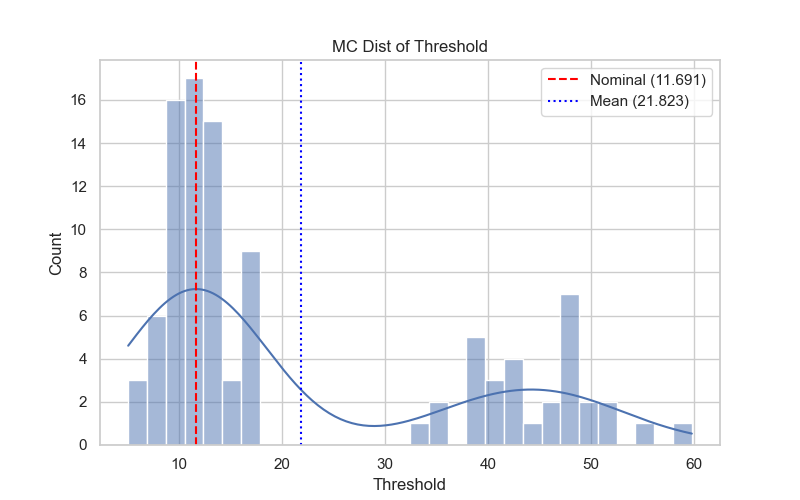 MC Dist of Threshold
Nominal (11.691)
Mean (21.823)
Count
16
14
12
10
8
6
4
2
0
10 20 30 40 50 60
Threshold